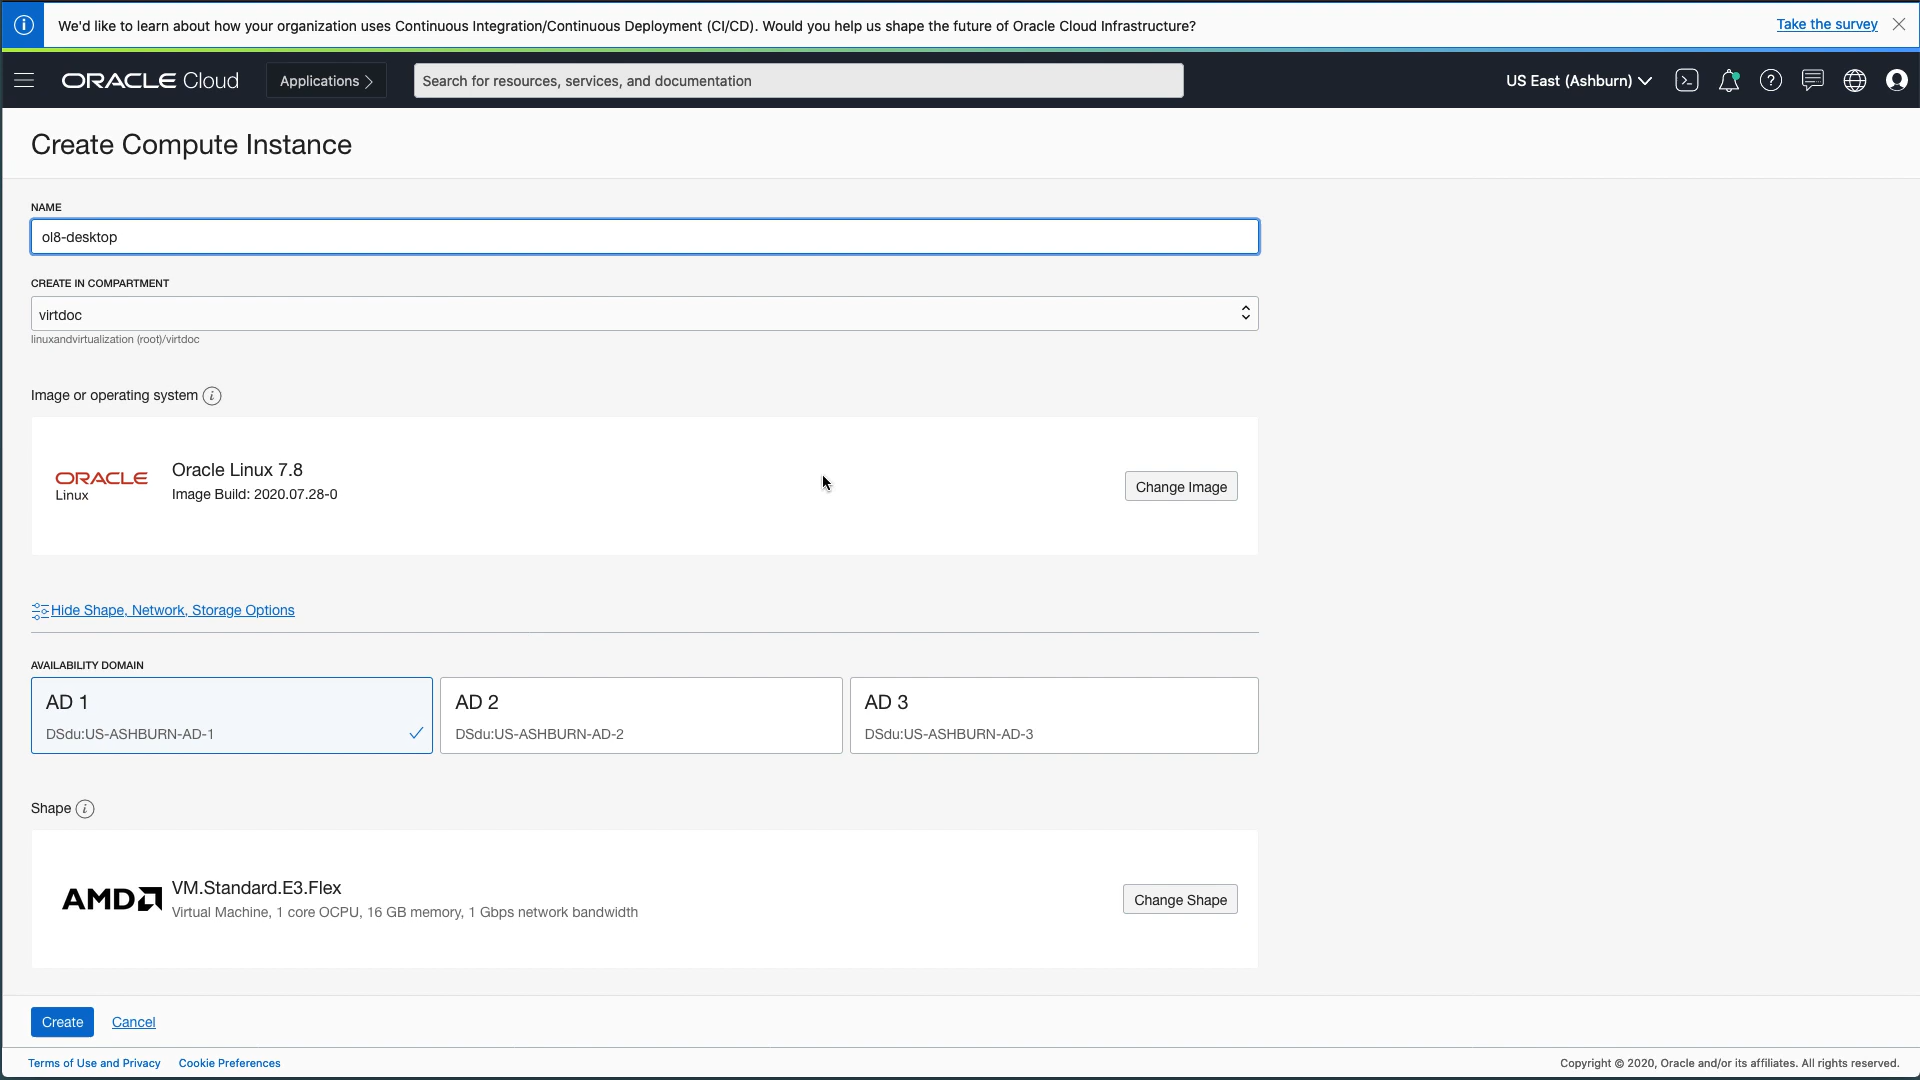 We'd like to learn about how your organization uses Continuous Integration/Continuous Deployment (CI/CD). Would you help us shape the future of Oracle Cloud Infrastructure?
Take the survey
ORACLE Cloud
Applications
Search for resources, services, and documentation
US East (Ashburn)
Create Compute Instance
NAME
ol8-desktop
CREATE IN COMPARTMENT
virtdoc
linuxandvirtualization (root)/virtdoc
Image or operating system
ORACLE
Linux
Oracle Linux 7.8
Image Build: 2020.07.28-0
Change Image
Hide Shape, Network, Storage Options
AVAILABILITY DOMAIN
AD 1
DSdu:US-ASHBURN-AD-1
AD 2
DSdu:US-ASHBURN-AD-2
AD 3
DSdu:US-ASHBURN-AD-3
Shape
AMD
VM.Standard.E3.Flex
Virtual Machine, 1 core OCPU, 16 GB memory, 1 Gbps network bandwidth
Change Shape
Create
Cancel
Terms of Use and Privacy
Cookie Preferences
Copyright © 2020, Oracle and/or its affiliates. All rights reserved.